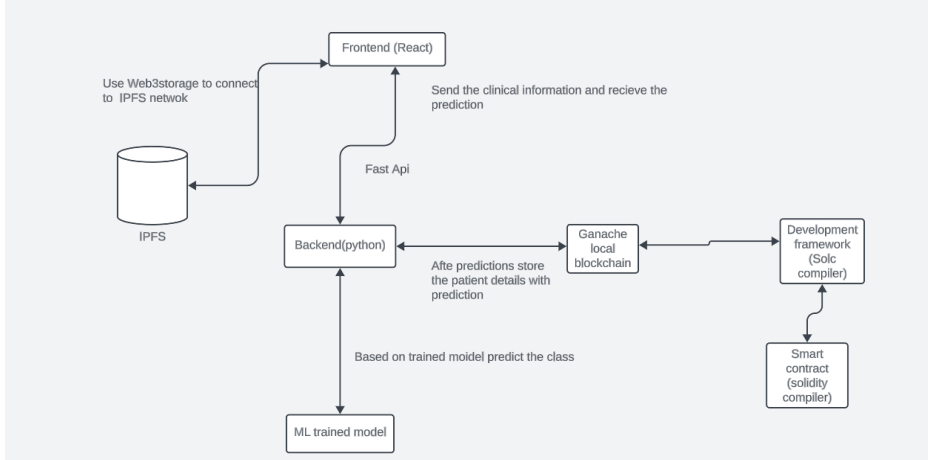 Frontend (React)
Use Web3storage to connect
to  IPFS netwok
Send the clinical information and recieve the
prediction
Fast Api
IPFS
Backend(python)
Ganache
local
blockchain
Development
framework
(Solc
compiler)
Afte predictions store
the patient details with
prediction
Based on trained moidel predict the class
Smart
contract
(solidity
compiler)
ML trained model